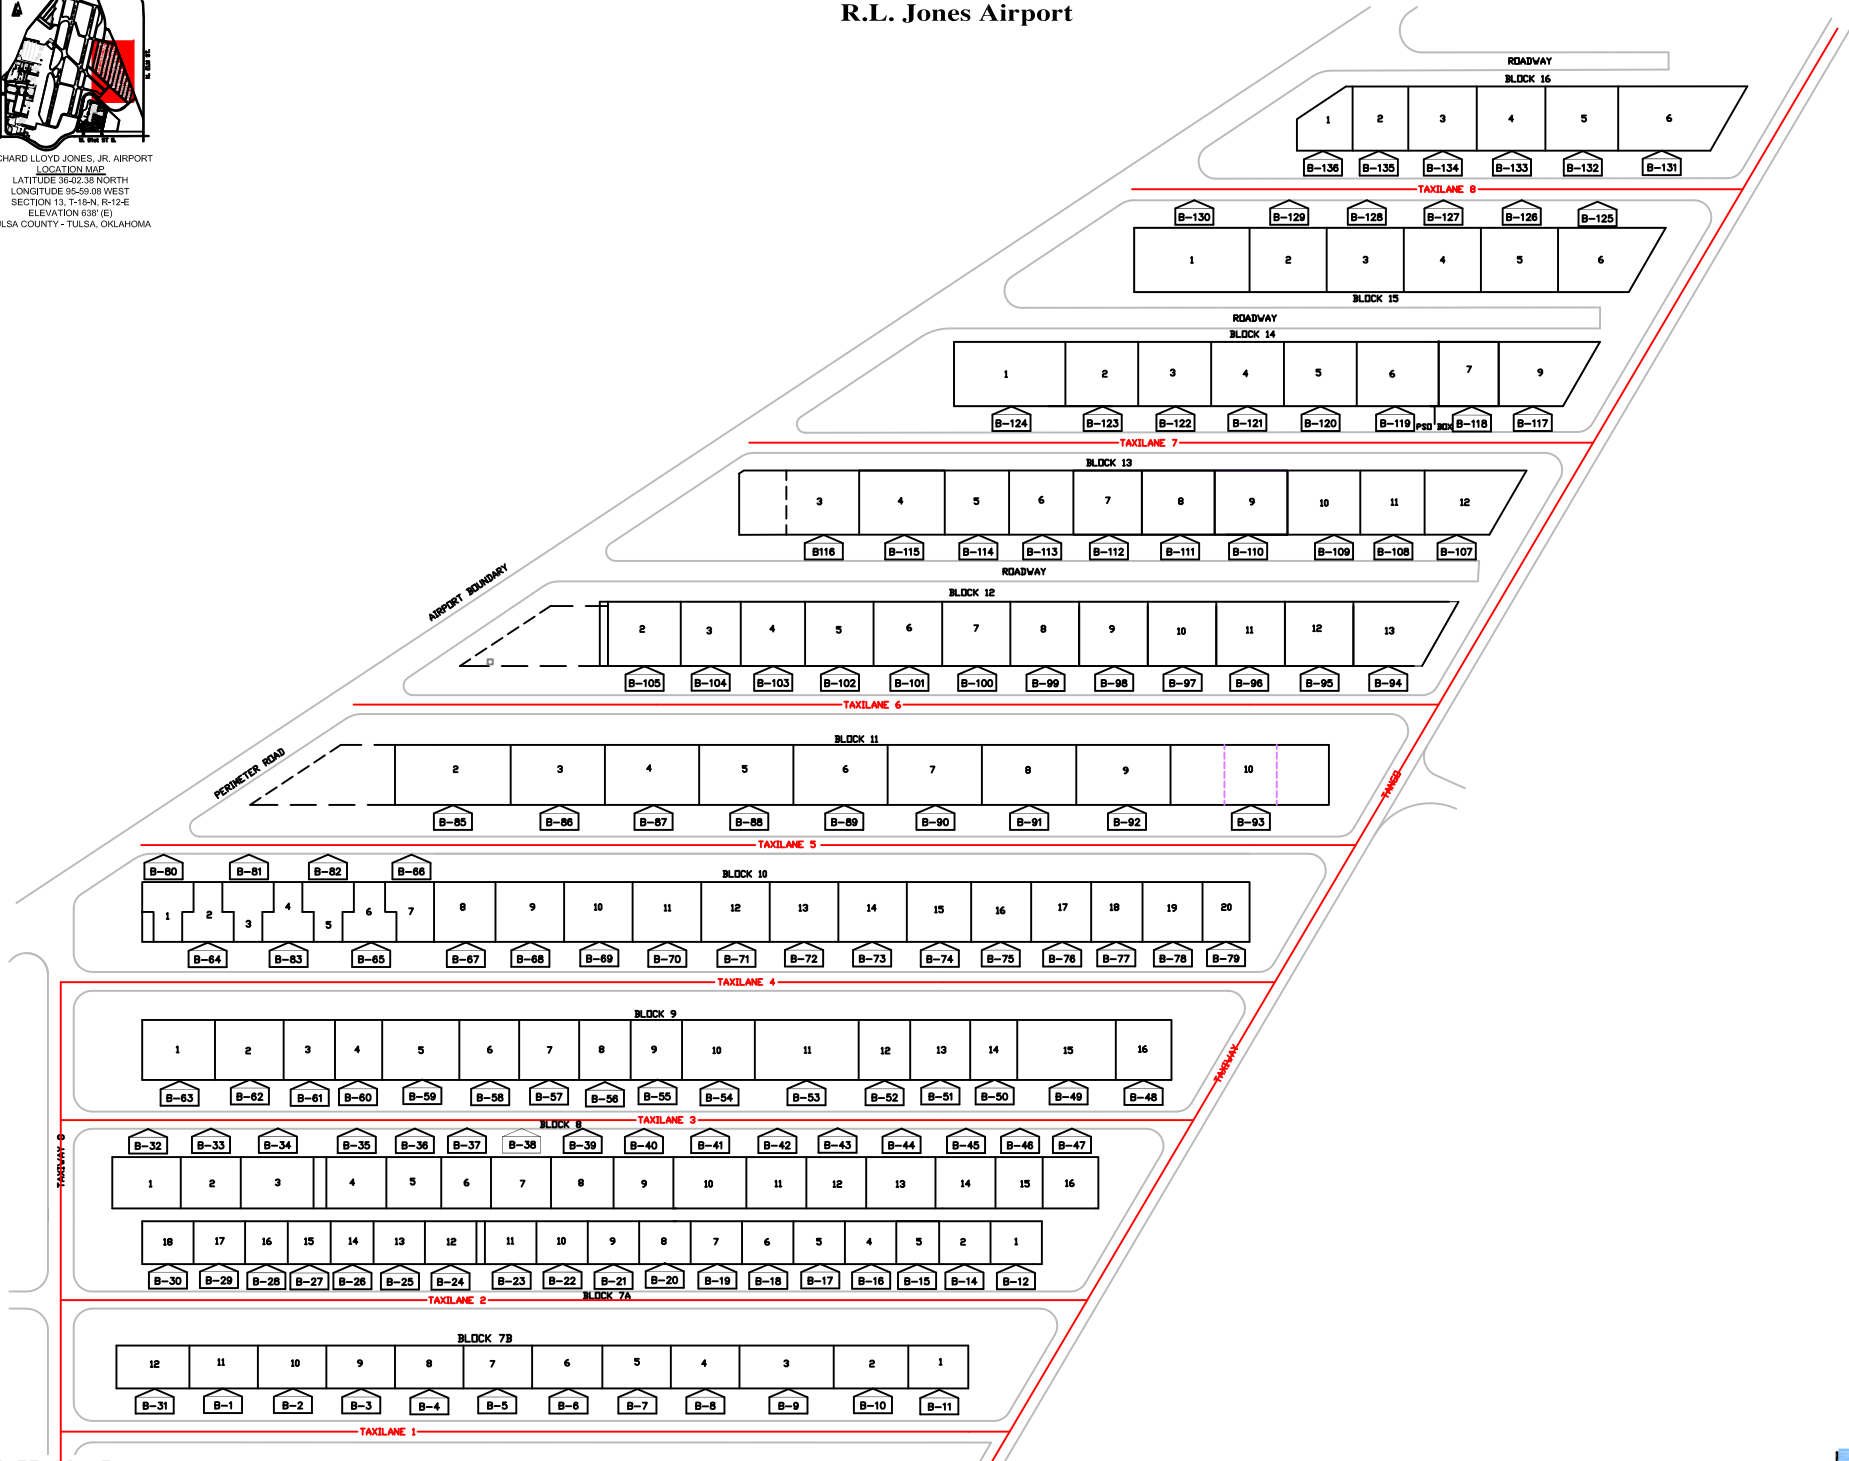 R.L. Jones Airport
N. ELM ST.
CHARD LLOYD JONES, JR. AIRPORT
LOCATION MAP
LATITUDE 36-02.38 NORTH
LONGITUDE 95-59.08 WEST
SECTION 13, T-18-N, R-12-E
ELEVATION 638' (E)
LSA COUNTY - TULSA, OKLAHOMA
ROADWAY
BLOCK 16
1 2 3 4 5 6
B-136 B-135 B-134 B-133 B-132 B-131
TAXILANE 8
B-130 B-129 B-128 B-127 B-126 B-125
1 2 3 4 5 6
BLOCK 15
ROADWAY
BLOCK 14
1 2 3 4 5 6 7 9
B-124 B-123 B-122 B-121 B-120 B-119 PSO BOX B-118 B-117
TAXILANE 7
BLOCK 13
3 4 5 6 7 8 9 10 11 12
B116 B-115 B-114 B-113 B-112 B-111 B-110 B-109 B-108 B-107
ROADWAY
AIRPORT BOUNDARY
BLOCK 12
2 3 4 5 6 7 8 9 10 11 12 13
B-105 B-104 B-103 B-102 B-101 B-100 B-99 B-98 B-97 B-96 B-95 B-94
TAXILANE 6
PERIMETER ROAD
BLOCK 11
2 3 4 5 6 7 8 9 10
TANGO
B-85 B-86 B-87 B-88 B-89 B-90 B-91 B-92 B-93
TAXILANE 5
B-80 B-81 B-82 B-66
BLOCK 10
1 2 3 4 5 6 7 8 9 10 11 12 13 14 15 16 17 18 19 20
B-64 B-83 B-65 B-67 B-68 B-69 B-70 B-71 B-72 B-73 B-74 B-75 B-76 B-77 B-78 B-79
TAXILANE 4
BLOCK 9
1 2 3 4 5 6 7 8 9 10 11 12 13 14 15 16
TAXIWAY
B-63 B-62 B-61 B-60 B-59 B-58 B-57 B-56 B-55 B-54 B-53 B-52 B-51 B-50 B-49 B-48
TAXILANE 3
BLOCK 8
B-32 B-33 B-34 B-35 B-36 B-37 B-38 B-39 B-40 B-41 B-42 B-43 B-44 B-45 B-46 B-47
TAXIWAY
1 2 3 4 5 6 7 8 9 10 11 12 13 14 15 16
18 17 16 15 14 13 12 11 10 9 8 7 6 5 4 5 2 1
B-30 B-29 B-28 B-27 B-26 B-25 B-24 B-23 B-22 B-21 B-20 B-19 B-18 B-17 B-16 B-15 B-14 B-12
BLOCK 7A
TAXILANE 2
BLOCK 7B
12 11 10 9 8 7 6 5 4 3 2 1
B-31 B-1 B-2 B-3 B-4 B-5 B-6 B-7 B-8 B-9 B-10 B-11
TAXILANE 1